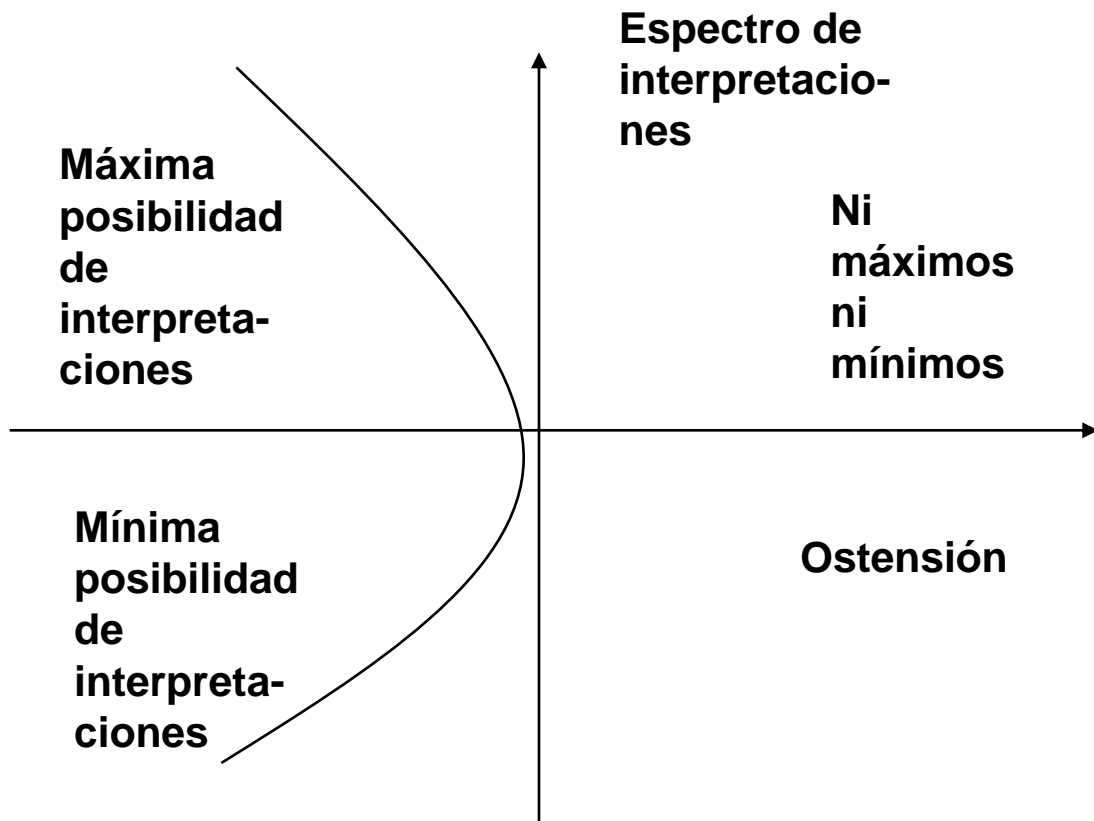 Espectro de
interpretacio-
nes
Máxima
posibilidad
de
interpreta-
ciones
Ni
máximos
ni
mínimos
Mínima
posibilidad
de
interpreta-
ciones
Ostensión